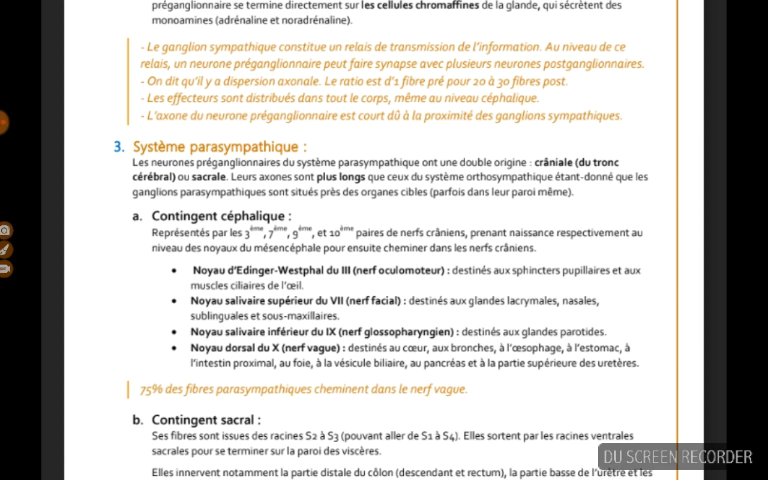 préganglionnaire se termine directement sur les cellules chromaffines de la glande, qui sécrètent des
monoamines (adrénaline et noradrénaline).
- Le ganglion sympathique constitue un relais de transmission de l'information. Au niveau de ce
relais, un neurone préganglionnaire peut faire synapse avec plusieurs neurones postganglionnaires.
- On dit qu'il y a dispersion axonale. Le ratio est d'1 fibre pré pour 20 à 30 fibres post.
- Les effecteurs sont distribués dans tout le corps, même au niveau céphalique.
- L'axone du neurone préganglionnaire est court dû à la proximité des ganglions sympathiques.
3. Système parasympathique :
Les neurones préganglionnaires du système parasympathique ont une double origine : crâniale (du tronc
cérébral) ou sacrale. Leurs axones sont plus longs que ceux du système orthosympathique étant-donné que les
ganglions parasympathiques sont situés près des organes cibles (parfois dans leur paroi même).
a. Contingent céphalique :
Représentés par les 3ème, 7ème, 9ème, et 10ème paires de nerfs crâniens, prenant naissance respectivement au
niveau des noyaux du mésencéphale pour ensuite cheminer dans les nerfs crâniens.
• Noyau d'Edinger-Westphal du III (nerf oculomoteur) : destinés aux sphincters pupillaires et aux
muscles ciliaires de l'œil.
• Noyau salivaire supérieur du VII (nerf facial) : destinés aux glandes lacrymales, nasales,
sublinguales et sous-maxillaires.
• Noyau salivaire inférieur du IX (nerf glossopharyngien) : destinés aux glandes parotides.
• Noyau dorsal du X (nerf vague) : destinés au cœur, aux bronches, à l'œsophage, à l'estomac, à
l'intestin proximal, au foie, à la vésicule biliaire, au pancréas et à la partie supérieure des uretères.
75% des fibres parasympathiques cheminent dans le nerf vague.
b. Contingent sacral :
Ses fibres sont issues des racines S2 à S3 (pouvant aller de S1 à S4). Elles sortent par les racines ventrales
sacrales pour se terminer sur la paroi des viscères.
DU SCREEN RECORDER
Elles innervent notamment la partie distale du côlon (descendant et rectum), la partie basse de l'urètre et les